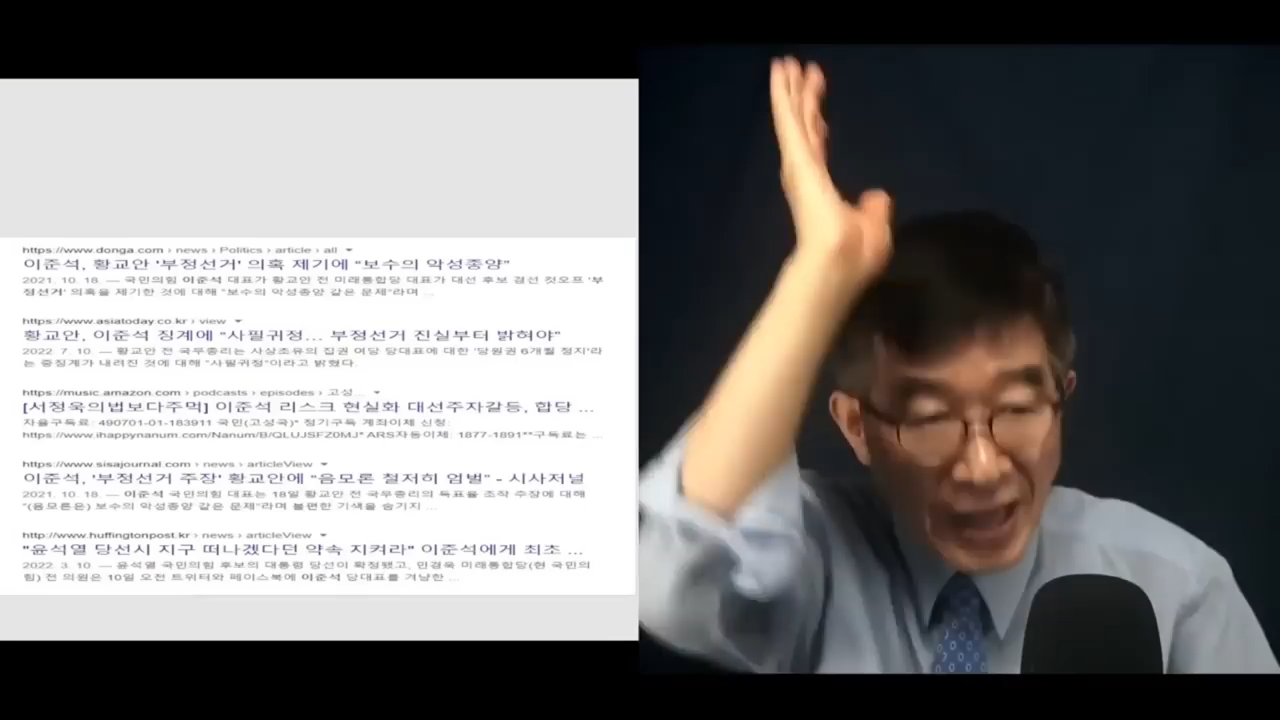 https://www.donga.com › news › Politics › article › all
이준석, 황교안 '부정선거' 의혹 제기에 “보수의 악성종양”
2021. 10. 18. — 국민의힘 이준석 대표가 황교안 전 미래통합당 대표가 대선 후보 경선 컷오프 '부
정선거' 의혹을 제기한 것에 대해 "보수의 악성종양 같은 문제"라며 ...
https://www.asiatoday.co.kr › view
황교안, 이준석 징계에 “사필귀정... 부정선거 진실부터 밝혀야”
2022. 7. 10. — 황교안 전 국무총리는 사상초유의 집권 여당 당대표에 대한 '당원권 6개월 정지'라
는 중징계가 내려진 것에 대해 “사필귀정”이라고 밝혔다.
https://music.amazon.com › podcasts › episodes › 고성...
[서정욱의법보다주먹] 이준석 리스크 현실화 대선주자갈등, 합당 ...
자율구독료: 490701-01-183911 국민(고성국)* 정기구독 계좌이체 신청:
https://www.ihappynanum.com/Nanum/B/QLUJSFZ0MJ* ARS자동이체: 1877-1891**구독료는 ...
https://www.sisajournal.com › news › articleView
이준석, '부정선거 주장' 황교안에 “음모론 철저히 엄벌” - 시사저널
2021. 10. 18. — 이준석 국민의힘 대표는 18일 황교안 전 국무총리의 득표율 조작 주장에 대해
"(음모론은) 보수의 악성종양 같은 문제"라며 불편한 기색을 숨기지 ...
http://www.huffingtonpost.kr › news › articleView
"윤석열 당선시 지구 떠나겠다던 약속 지켜라" 이준석에게 최초 ...
2022. 3. 10. — 윤석열 국민의힘 후보의 대통령 당선이 확정됐고, 민경욱 미래통합당(현 국민의
힘) 전 의원은 10일 오전 트위터와 페이스북에 이준석 당대표를 겨냥한 ...